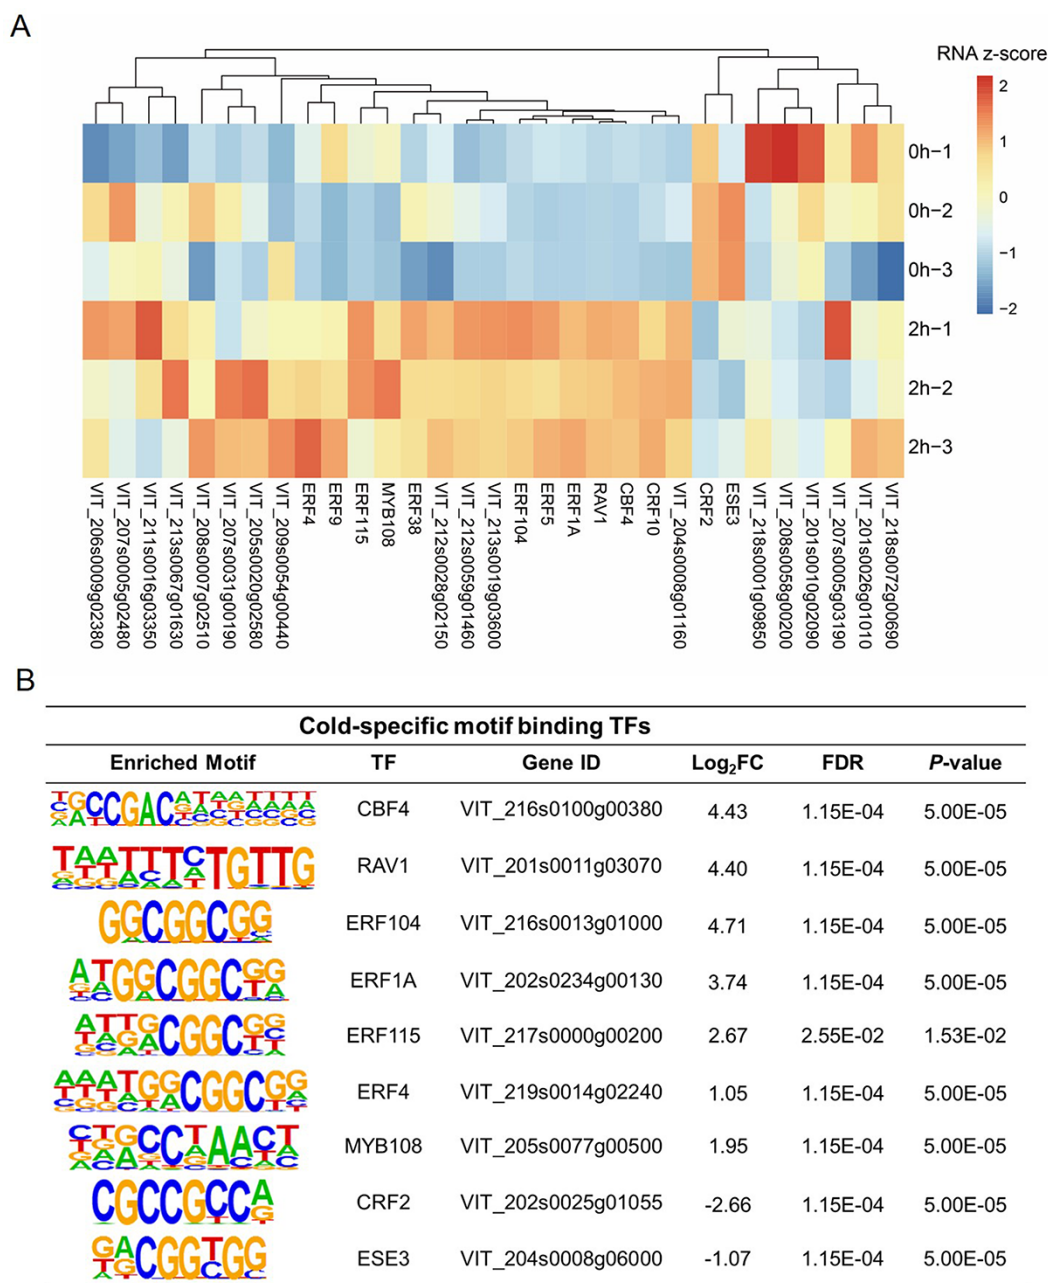 A
RNA z-score
2
1
0
−1
−2
0h−1
0h−2
0h−3
2h−1
2h−2
2h−3
VIT_206s0009g02380
VIT_207s0005g02480
VIT_211s0016g03350
VIT_213s0067g01630
VIT_208s0007g02510
VIT_207s0031g00190
VIT_205s0020g02580
VIT_209s0054g00440
ERF4
ERF9
ERF115
MYB108
ERF38
VIT_212s0028g02150
VIT_212s0059g01460
VIT_213s0019g03600
ERF104
ERF5
ERF1A
RAV1
CBF4
CRF10
VIT_204s0008g01160
CRF2
ESE3
VIT_218s0001g09850
VIT_208s0058g00200
VIT_201s0010g02090
VIT_207s0005g03190
VIT_201s0026g01010
VIT_218s0072g00690
B
Cold-specific motif binding TFs
Enriched Motif TF Gene ID Log2FC FDR P-value
CBF4 VIT_216s0100g00380 4.43 1.15E-04 5.00E-05
RAV1 VIT_201s0011g03070 4.40 1.15E-04 5.00E-05
ERF104 VIT_216s0013g01000 4.71 1.15E-04 5.00E-05
ERF1A VIT_202s0234g00130 3.74 1.15E-04 5.00E-05
ERF115 VIT_217s0000g00200 2.67 2.55E-02 1.53E-02
ERF4 VIT_219s0014g02240 1.05 1.15E-04 5.00E-05
MYB108 VIT_205s0077g00500 1.95 1.15E-04 5.00E-05
CRF2 VIT_202s0025g01055 -2.66 1.15E-04 5.00E-05
ESE3 VIT_204s0008g06000 -1.07 1.15E-04 5.00E-05